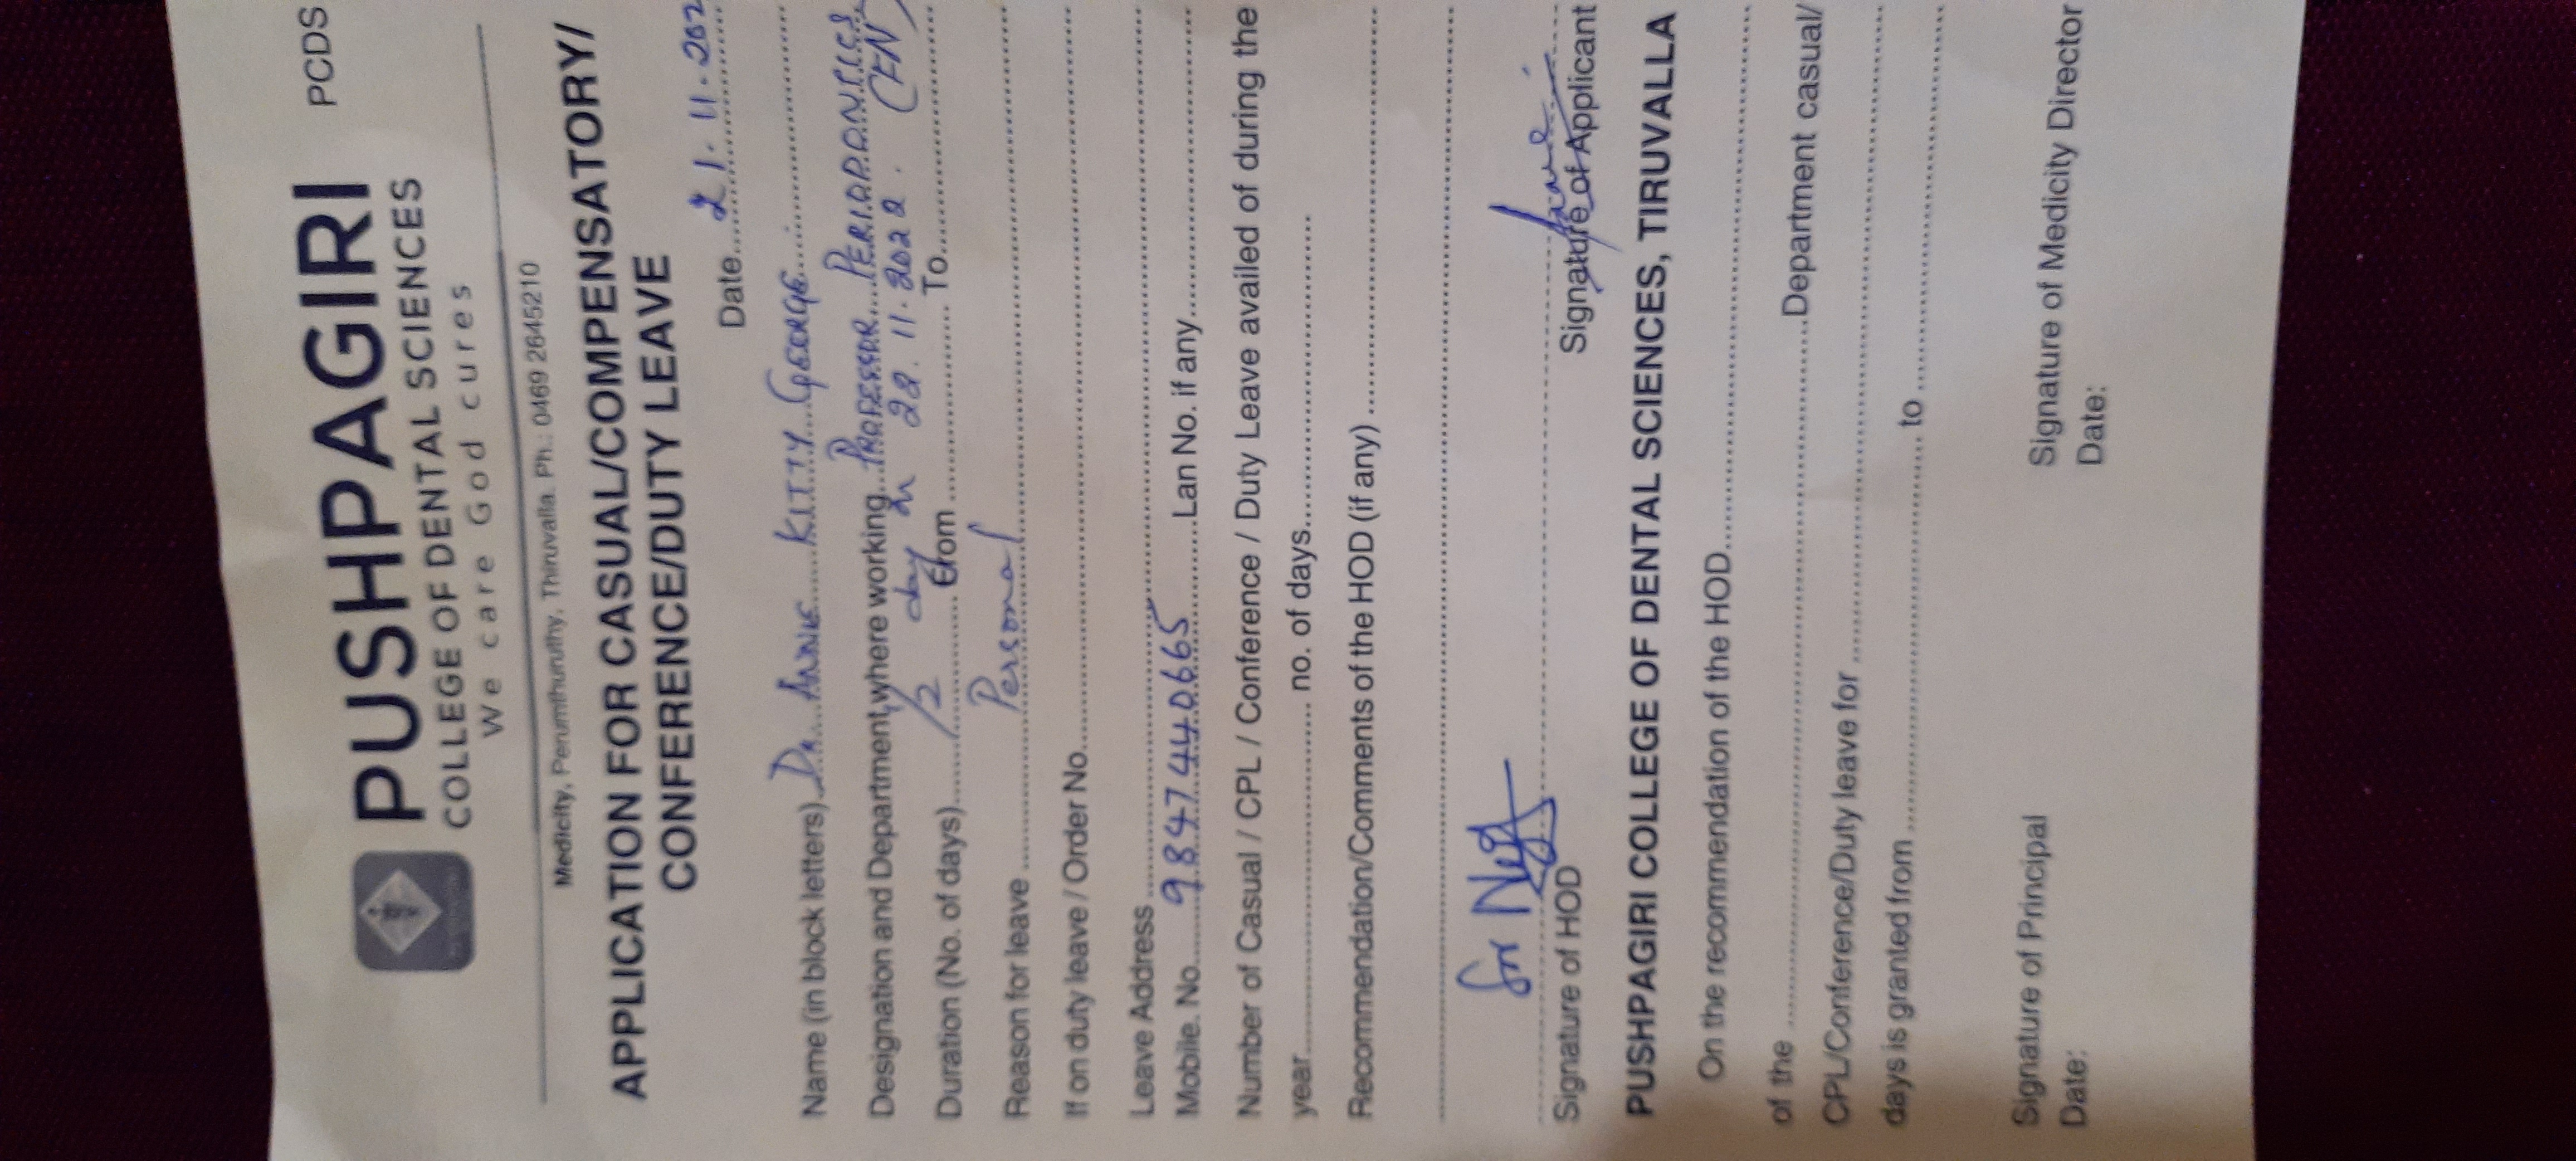 PCDS
PUSHPAGIRI
COLLEGE OF DENTAL SCIENCES
We care God cures
Medicity, Perumthuruthy, Thiruvalla. Ph.: 0469 2645210
APPLICATION FOR CASUAL/COMPENSATORY/
CONFERENCE/DUTY LEAVE
Date 21.11.202
Name (in block letters) Dr ANNIE KITTY GEORGE
Designation and Department, where working PROFESSOR PERIODONTICS
1/2 day on 22.11.2022. (FN)
Duration (No. of days) From To
Reason for leave Personal
If on duty leave / Order No.
Leave Address
Mobile. No 9847440665 Lan No. if any
Number of Casual / CPL / Conference / Duty Leave availed of during the
year no. of days
Recommendation/Comments of the HOD (if any)
for
Signature of HOD Signature of Applicant
PUSHPAGIRI COLLEGE OF DENTAL SCIENCES, TIRUVALLA
On the recommendation of the HOD
of the Department casual/
CPL/Conference/Duty leave for
days is granted from to
Signature of Principal Signature of Medicity Director
Date: Date: